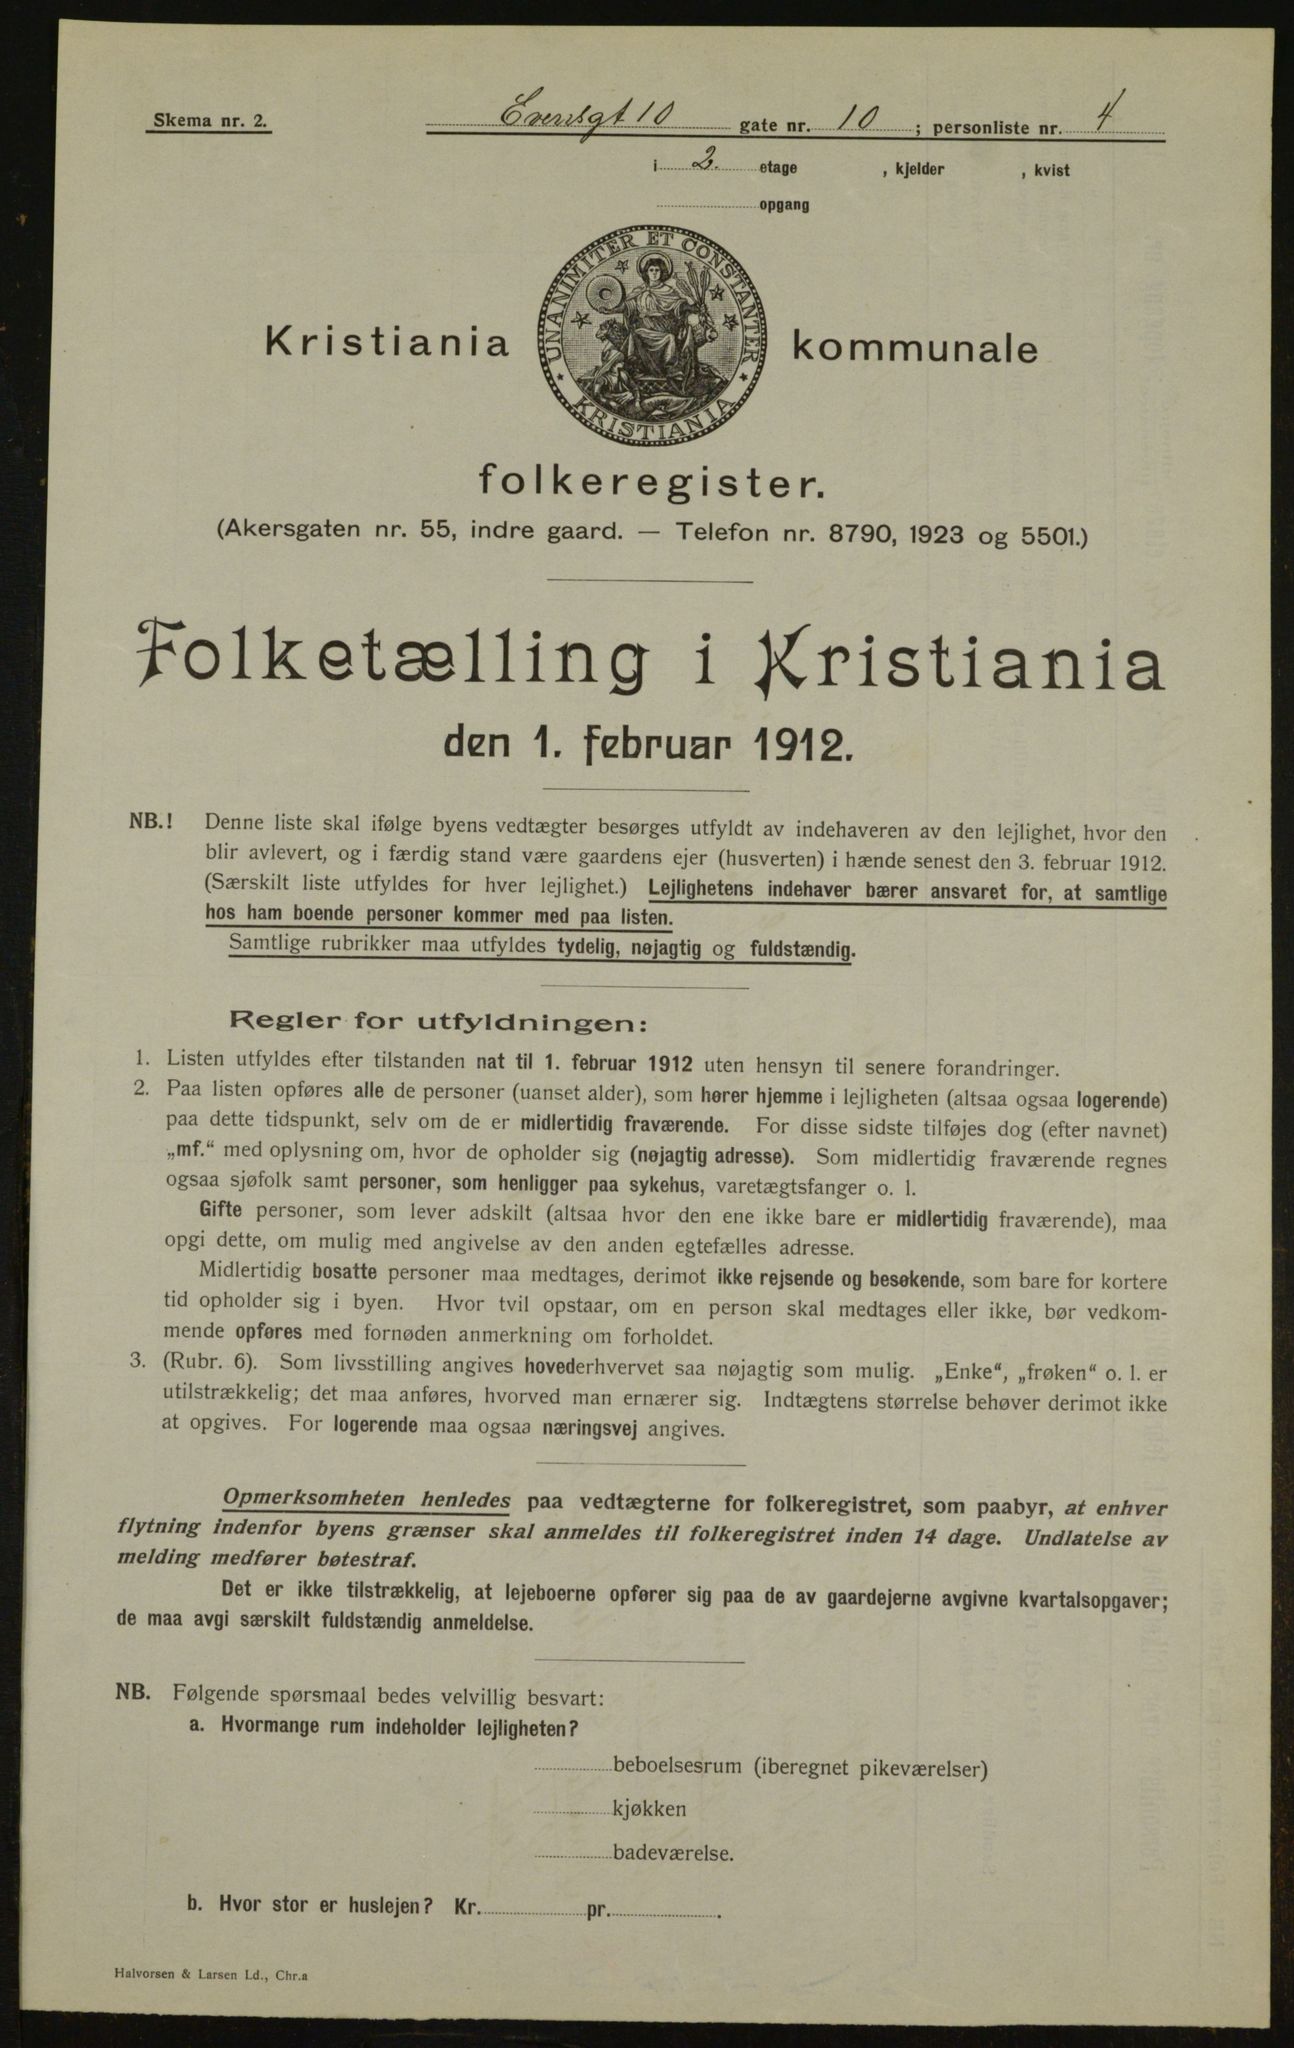 Skema nr. 2.
Evensgt 10 gate nr. 10 ; personliste nr. 4
i 2. etage , kjelder , kvist
opgang
UNANIMITER ET CONSTANTER
KRISTIANIA
Kristiania kommunale
folkeregister.
(Akersgaten nr. 55, indre gaard. — Telefon nr. 8790, 1923 og 5501.)
Folketælling i Kristiania
den 1. februar 1912.
NB.! Denne liste skal ifølge byens vedtægter besørges utfyldt av indehaveren av den lejlighet, hvor den
blir avlevert, og i færdig stand være gaardens ejer (husverten) i hænde senest den 3. februar 1912.
(Særskilt liste utfyldes for hver lejlighet.) Lejlighetens indehaver bærer ansvaret for, at samtlige
hos ham boende personer kommer med paa listen.
Samtlige rubrikker maa utfyldes tydelig, nøjagtig og fuldstændig.
Regler for utfyldningen:
1. Listen utfyldes efter tilstanden nat til 1. februar 1912 uten hensyn til senere forandringer.
2. Paa listen opføres alle de personer (uanset alder), som hører hjemme i lejligheten (altsaa ogsaa logerende)
paa dette tidspunkt, selv om de er midlertidig fraværende. For disse sidste tilføjes dog (efter navnet)
„mf.“ med oplysning om, hvor de opholder sig (nøjagtig adresse). Som midlertidig fraværende regnes
ogsaa sjøfolk samt personer, som henligger paa sykehus, varetægtsfanger o. l.
Gifte personer, som lever adskilt (altsaa hvor den ene ikke bare er midlertidig fraværende), maa
opgi dette, om mulig med angivelse av den anden egtefælles adresse.
Midlertidig bosatte personer maa medtages, derimot ikke rejsende og besøkende, som bare for kortere
tid opholder sig i byen. Hvor tvil opstaar, om en person skal medtages eller ikke, bør vedkom-
mende opføres med fornøden anmerkning om forholdet.
3. (Rubr. 6). Som livsstilling angives hovederhvervet saa nøjagtig som mulig. „Enke“, „frøken“ o. l. er
utilstrækkelig; det maa anføres, hvorved man ernærer sig. Indtægtens størrelse behøver derimot ikke
at opgives. For logerende maa ogsaa næringsvej angives.
Opmerksomheten henledes paa vedtægterne for folkeregistret, som paabyr, at enhver
flytning indenfor byens grænser skal anmeldes til folkeregistret inden 14 dage. Undlatelse av
melding medfører bøtestraf.
Det er ikke tilstrækkelig, at lejeboerne opfører sig paa de av gaardejerne avgivne kvartalsopgaver;
de maa avgi særskilt fuldstændig anmeldelse.
NB. Følgende spørsmaal bedes velvillig besvart:
a. Hvormange rum indeholder lejligheten?
beboelsesrum (iberegnet pikeværelser)
kjøkken
badeværelse.
b. Hvor stor er huslejen? Kr. pr. .
Halvorsen & Larsen Ld., Chr.a